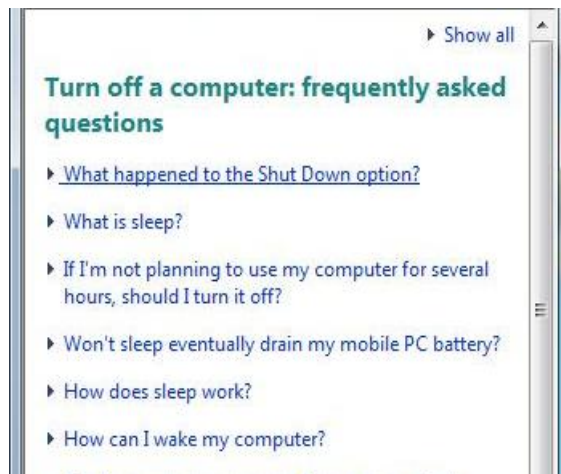 Show all
Turn off a computer: frequently asked
questions
What happened to the Shut Down option?
What is sleep?
If I'm not planning to use my computer for several
hours, should I turn it off?
Won't sleep eventually drain my mobile PC battery?
How does sleep work?
How can I wake my computer?